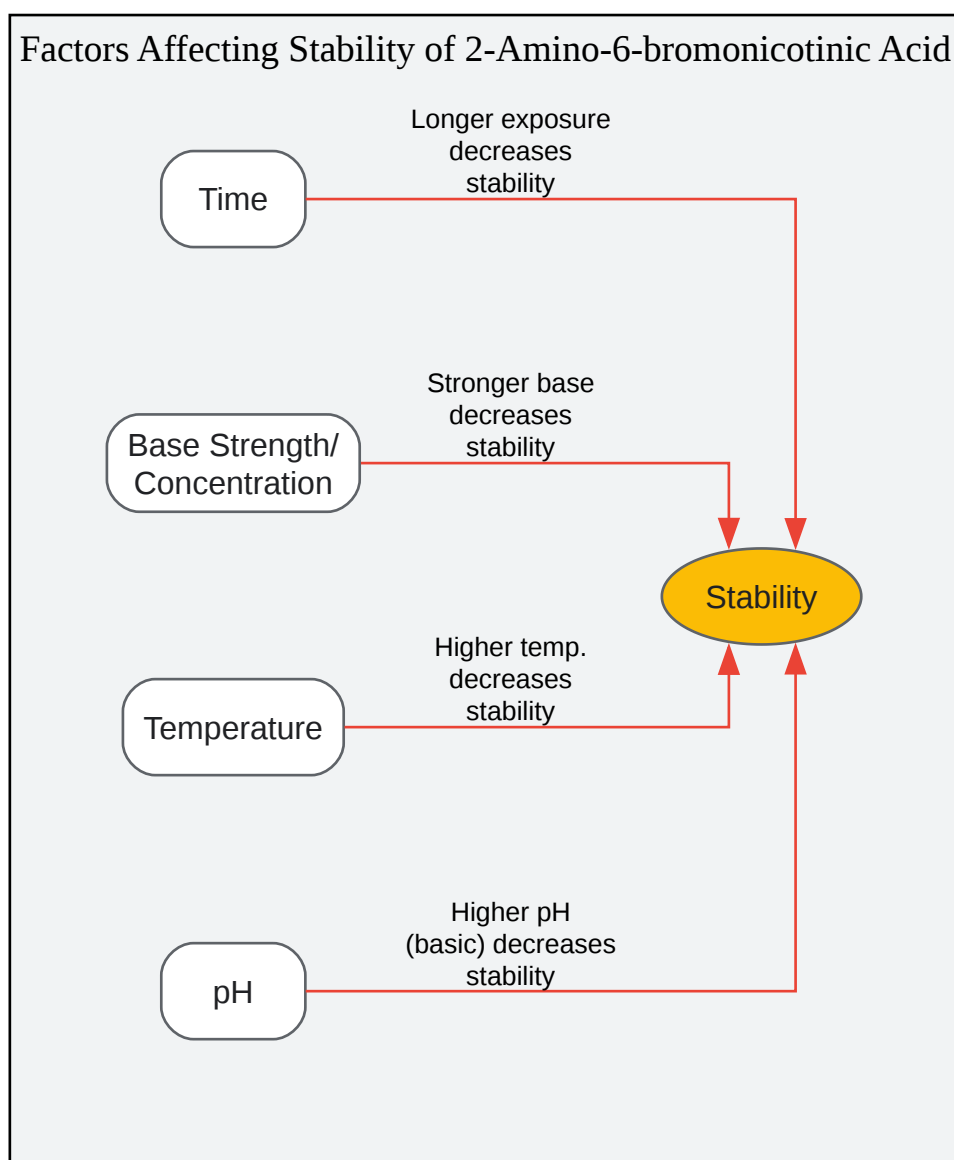 Factors Affecting Stability of 2-Amino-6-bromonicotinic Acid
Longer exposure
decreases
stability
Time
Stronger base
decreases
stability
Base Strength/
Concentration
Stability
Higher temp.
decreases
stability
Temperature
Higher pH
(basic) decreases
stability
pH